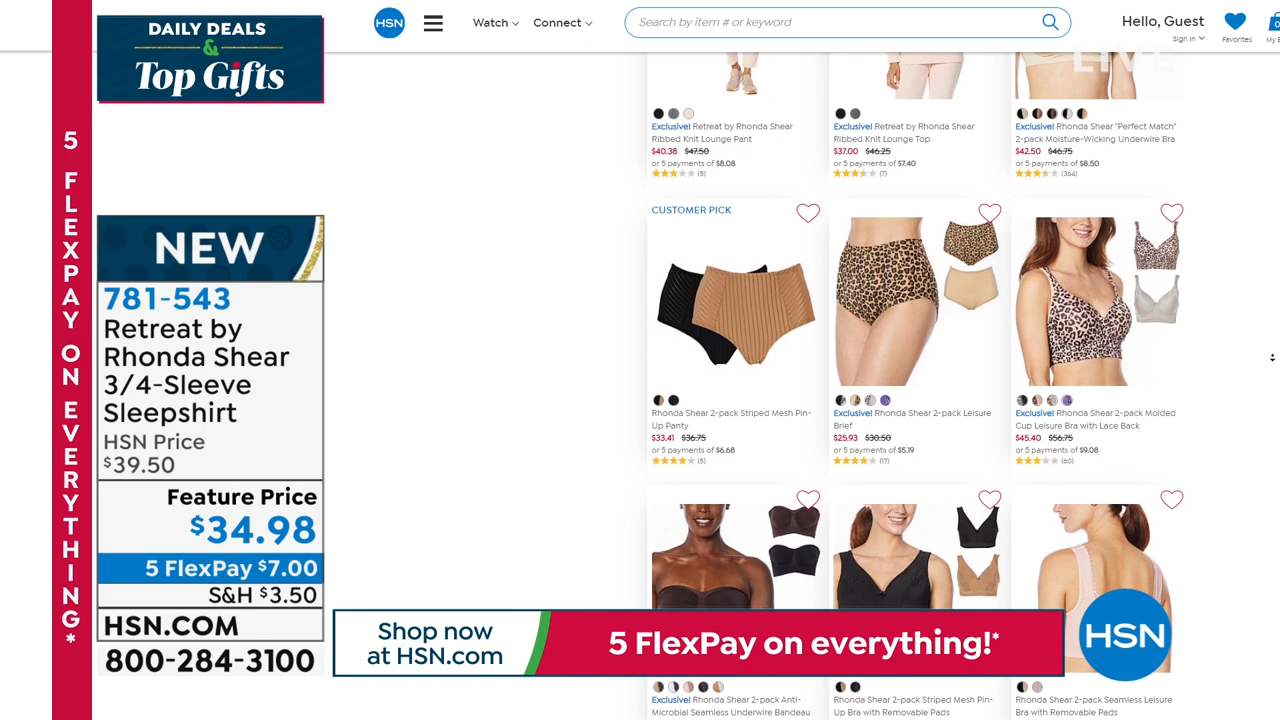 DAILY DEALS
&
Top Gifts
5 FLEXPAY ON EVERYTHING*
NEW
781-543
Retreat by
Rhonda Shear
3/4-Sleeve
Sleepshirt
HSN Price
$39.50
Feature Price
$34.98
5 FlexPay $7.00
S&H $3.50
HSN.COM
800-284-3100
HSN
Watch
Connect
Search by item # or keyword
Hello, Guest
Sign In
Favorites
0
My B
LIVE
Exclusive! Retreat by Rhonda Shear
Ribbed Knit Lounge Pant
$40.38 $47.50
or 5 payments of $8.08
(5)
Exclusive! Retreat by Rhonda Shear
Ribbed Knit Lounge Top
$37.00 $46.25
or 5 payments of $7.40
(7)
Exclusive! Rhonda Shear "Perfect Match"
2-pack Moisture-Wicking Underwire Bra
$42.50 $46.75
or 5 payments of $8.50
(364)
CUSTOMER PICK
Rhonda Shear 2-pack Striped Mesh Pin-
Up Panty
$33.41 $36.75
or 5 payments of $6.68
(5)
Exclusive! Rhonda Shear 2-pack Leisure
Brief
$25.93 $30.50
or 5 payments of $5.19
(17)
Exclusive! Rhonda Shear 2-pack Molded
Cup Leisure Bra with Lace Back
$45.40 $56.75
or 5 payments of $9.08
(60)
Shop now
at HSN.com
5 FlexPay on everything!*
HSN
Exclusive! Rhonda Shear 2-pack Anti-
Microbial Seamless Underwire Bandeau
Rhonda Shear 2-pack Striped Mesh Pin-
Up Bra with Removable Pads
Rhonda Shear 2-pack Seamless Leisure
Bra with Removable Pads